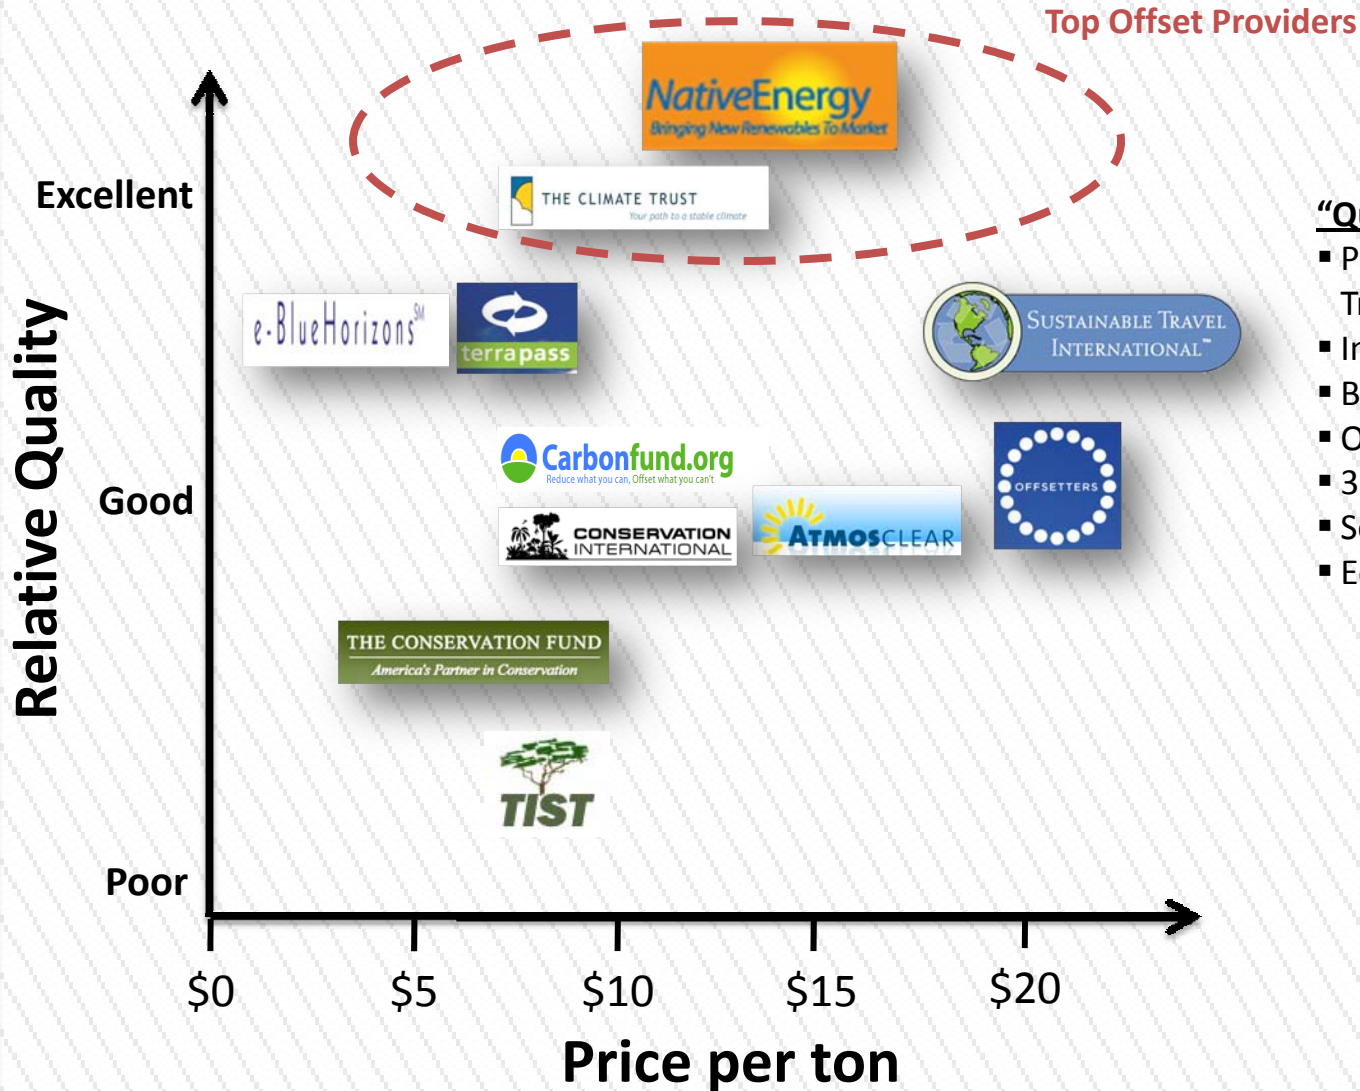 Top Offset Providers
NativeEnergy
Bringing New Renewables To Market
THE CLIMATE TRUST
Your path to a stable climate
Excellent
e-BlueHorizons℠
terrapass
SUSTAINABLE TRAVEL
INTERNATIONAL™
Carbonfund.org
Reduce what you can, Offset what you can't
OFFSETTERS
Good
CONSERVATION
INTERNATIONAL
ATMOSCLEAR
THE CONSERVATION FUND
America's Partner in Conservation
TIST
Poor
Relative Quality
$0 $5 $10 $15 $20
Price per ton